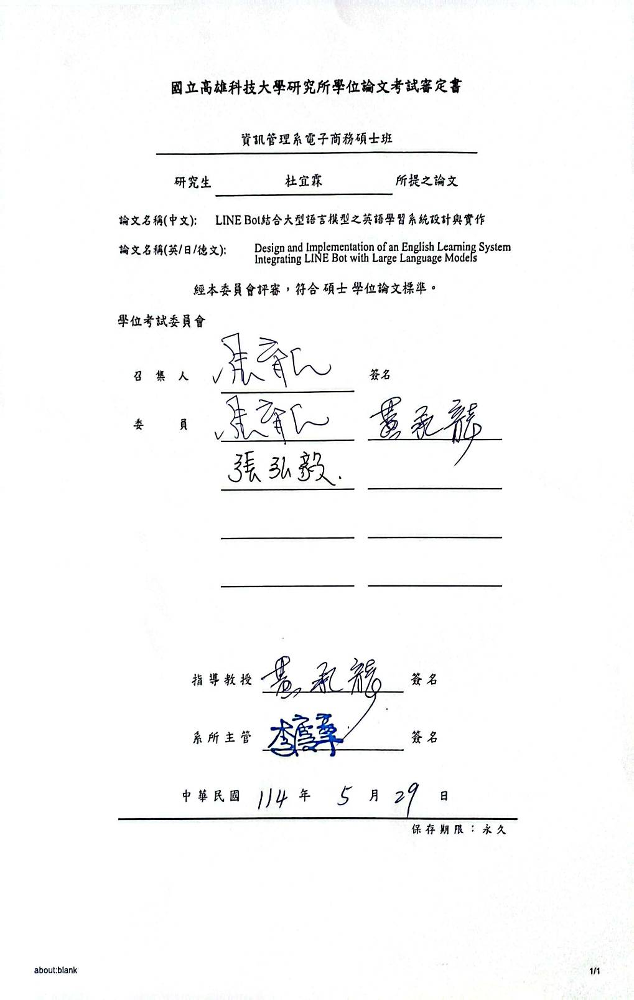 國立高雄科技大學研究所學位論文考試審定書
資訊管理系電子商務碩士班
研究生 杜宜霖 所提之論文
論文名稱(中文): LINE Bot結合大型語言模型之英語學習系統設計與實作
論文名稱(英/日/德文): Design and Implementation of an English Learning System
Integrating LINE Bot with Large Language Models
經本委員會評審，符合 碩士 學位論文標準。
學位考試委員會
召集人 簽名
委員 黃承龍
張弘毅.
指導教授 黃承龍 簽名
系所主管 簽名
中華民國 114 年 5 月 29 日
保存期限：永久
about:blank 1/1